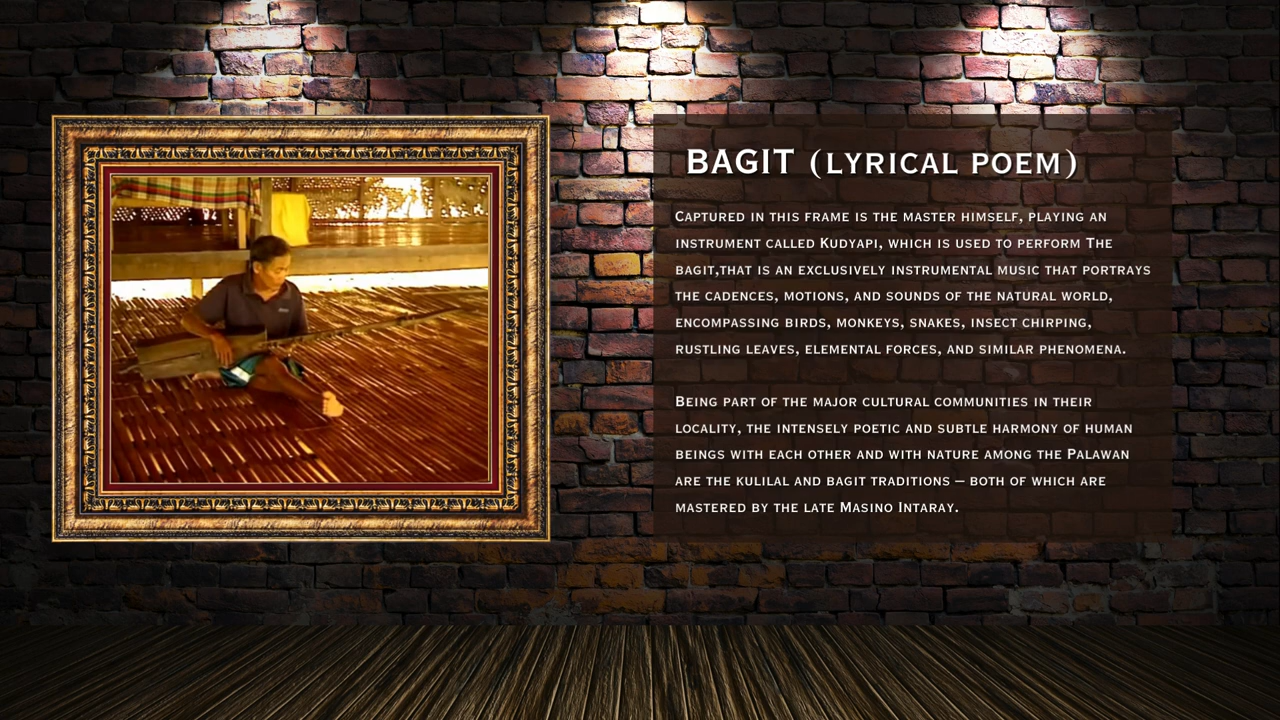 BAGIT (LYRICAL POEM)
Captured in this frame is the master himself, playing an
instrument called Kudyapi, which is used to perform The
bagit,that is an exclusively instrumental music that portrays
the cadences, motions, and sounds of the natural world,
encompassing birds, monkeys, snakes, insect chirping,
rustling leaves, elemental forces, and similar phenomena.
Being part of the major cultural communities in their
locality, the intensely poetic and subtle harmony of human
beings with each other and with nature among the Palawan
are the kulilal and bagit traditions – both of which are
mastered by the late Masino Intaray.